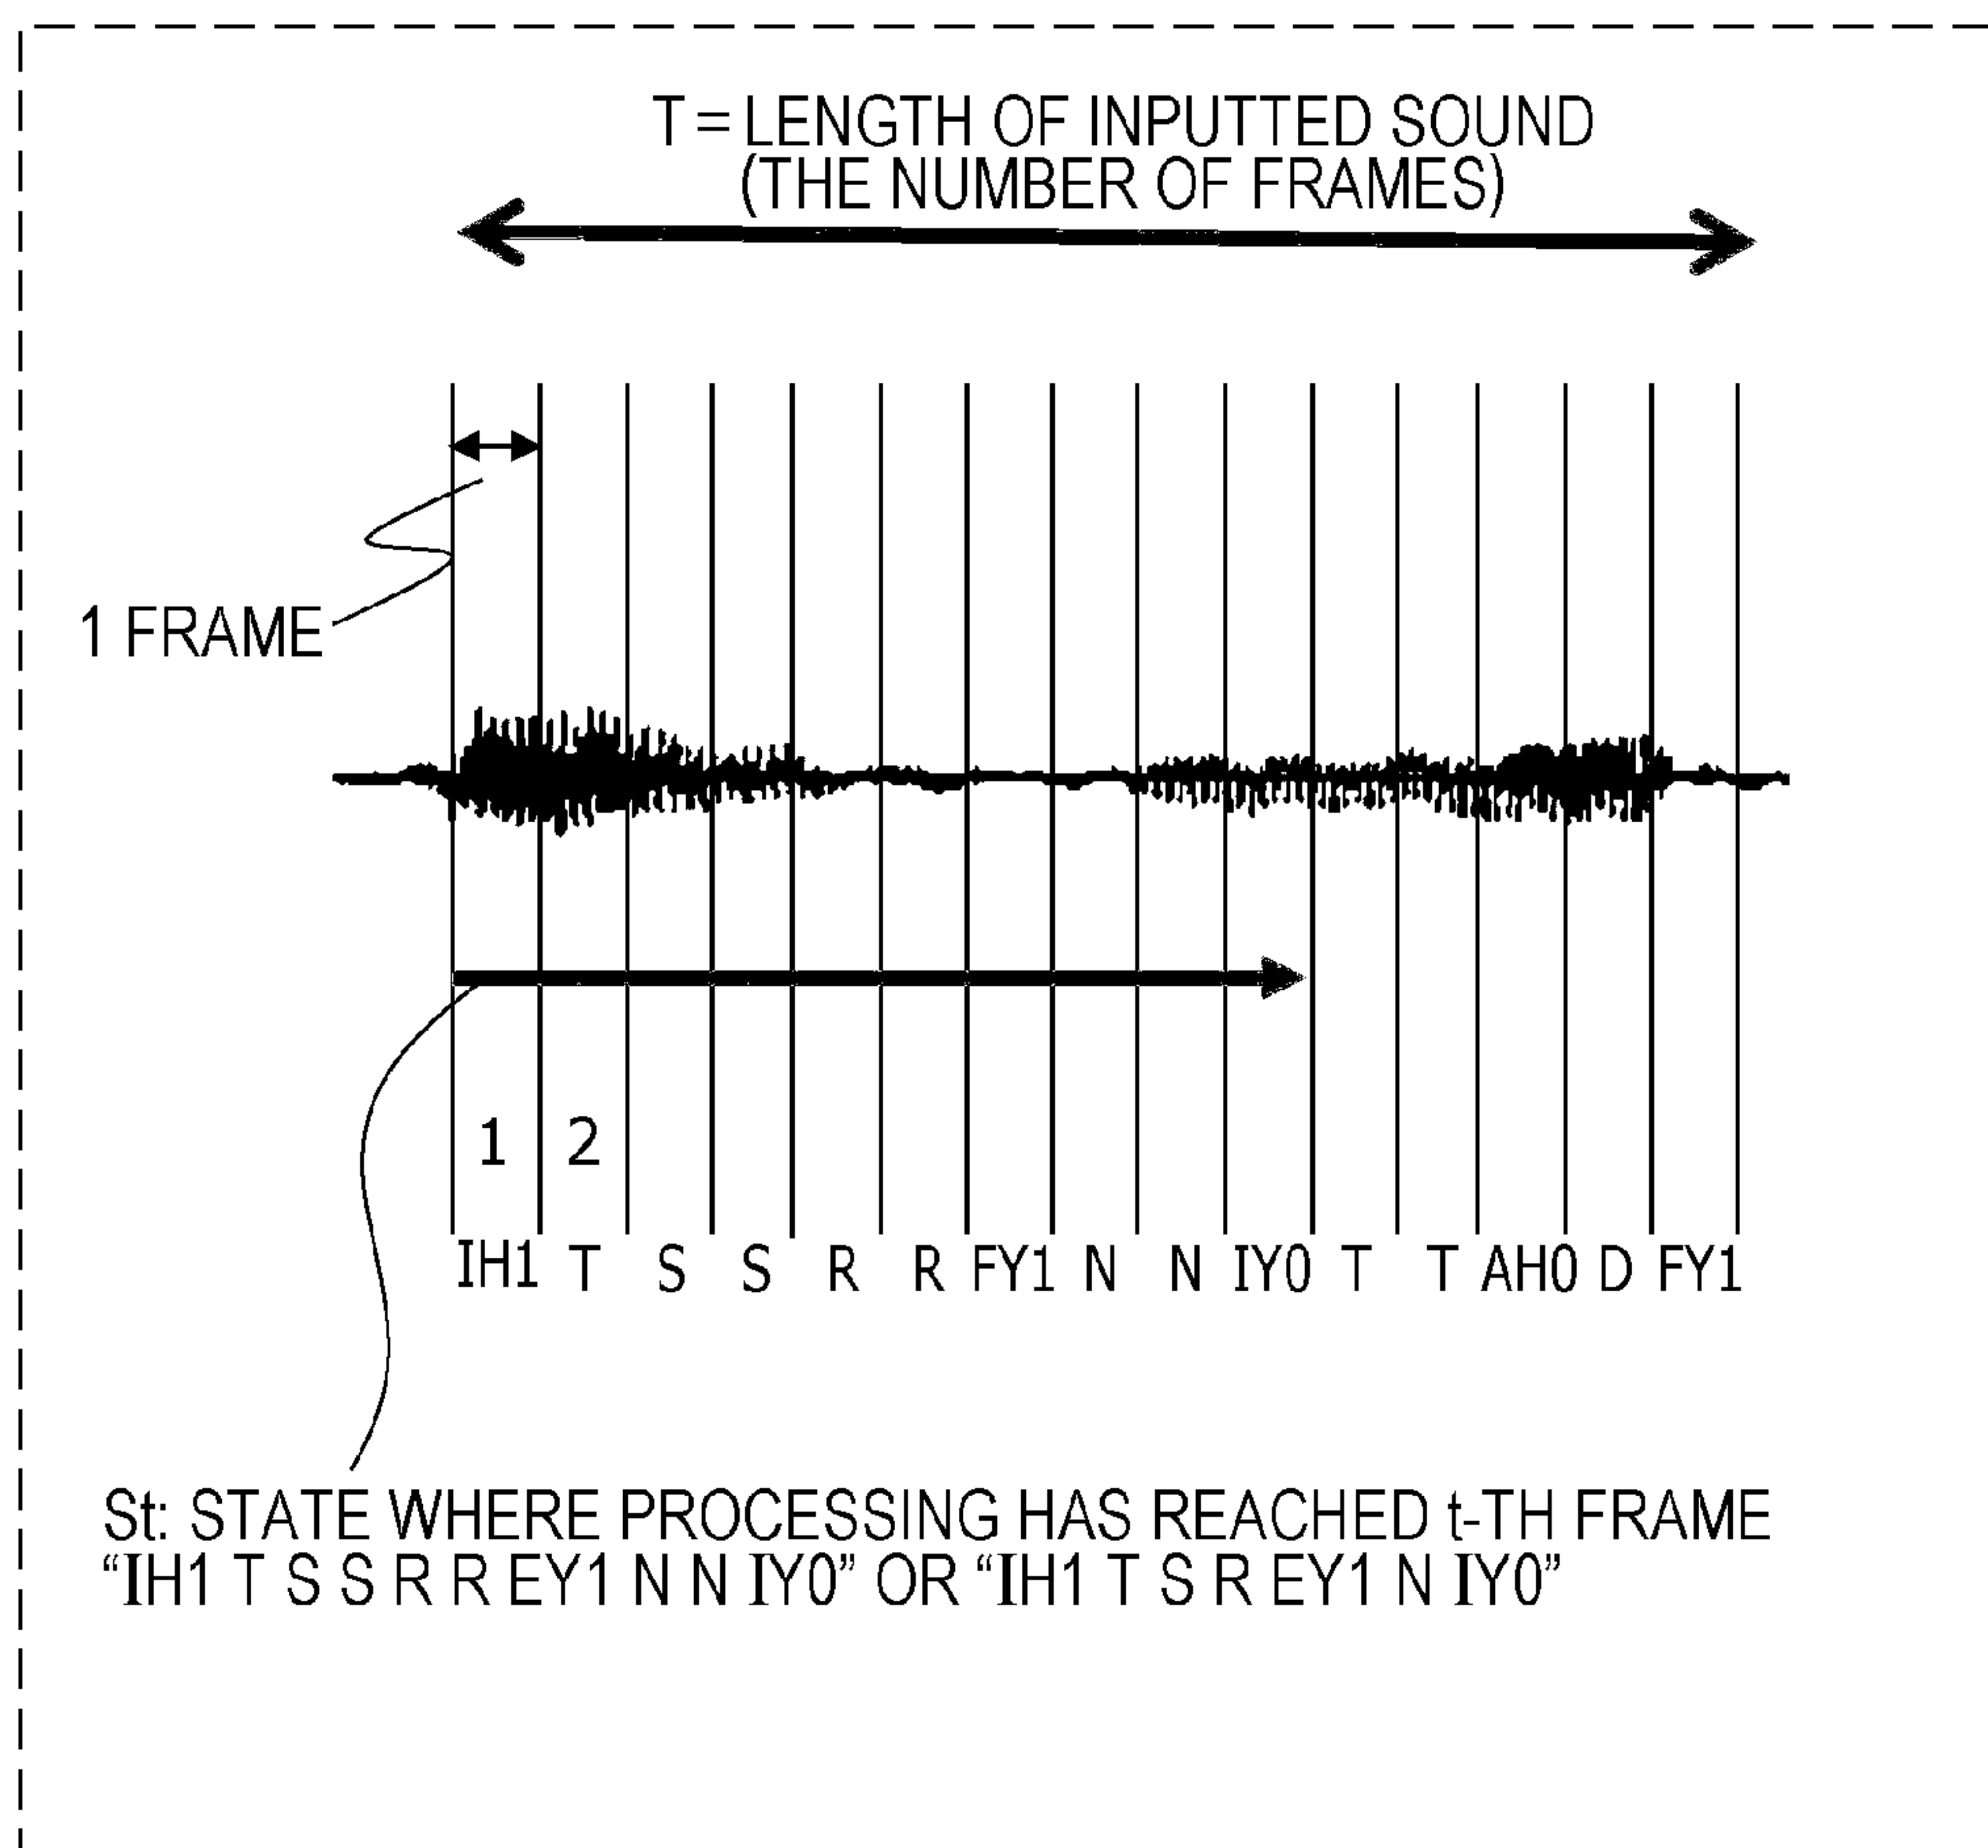 T = LENGTH OF INPUTTED SOUND
(THE NUMBER OF FRAMES)
1 FRAME
1 2
IH1 T S S R R FY1 N N IY0 T T AH0 D FY1
St: STATE WHERE PROCESSING HAS REACHED t-TH FRAME
“IH1 T S S R R EY1 N N IY0” OR “IH1 T S R EY1 N IY0”